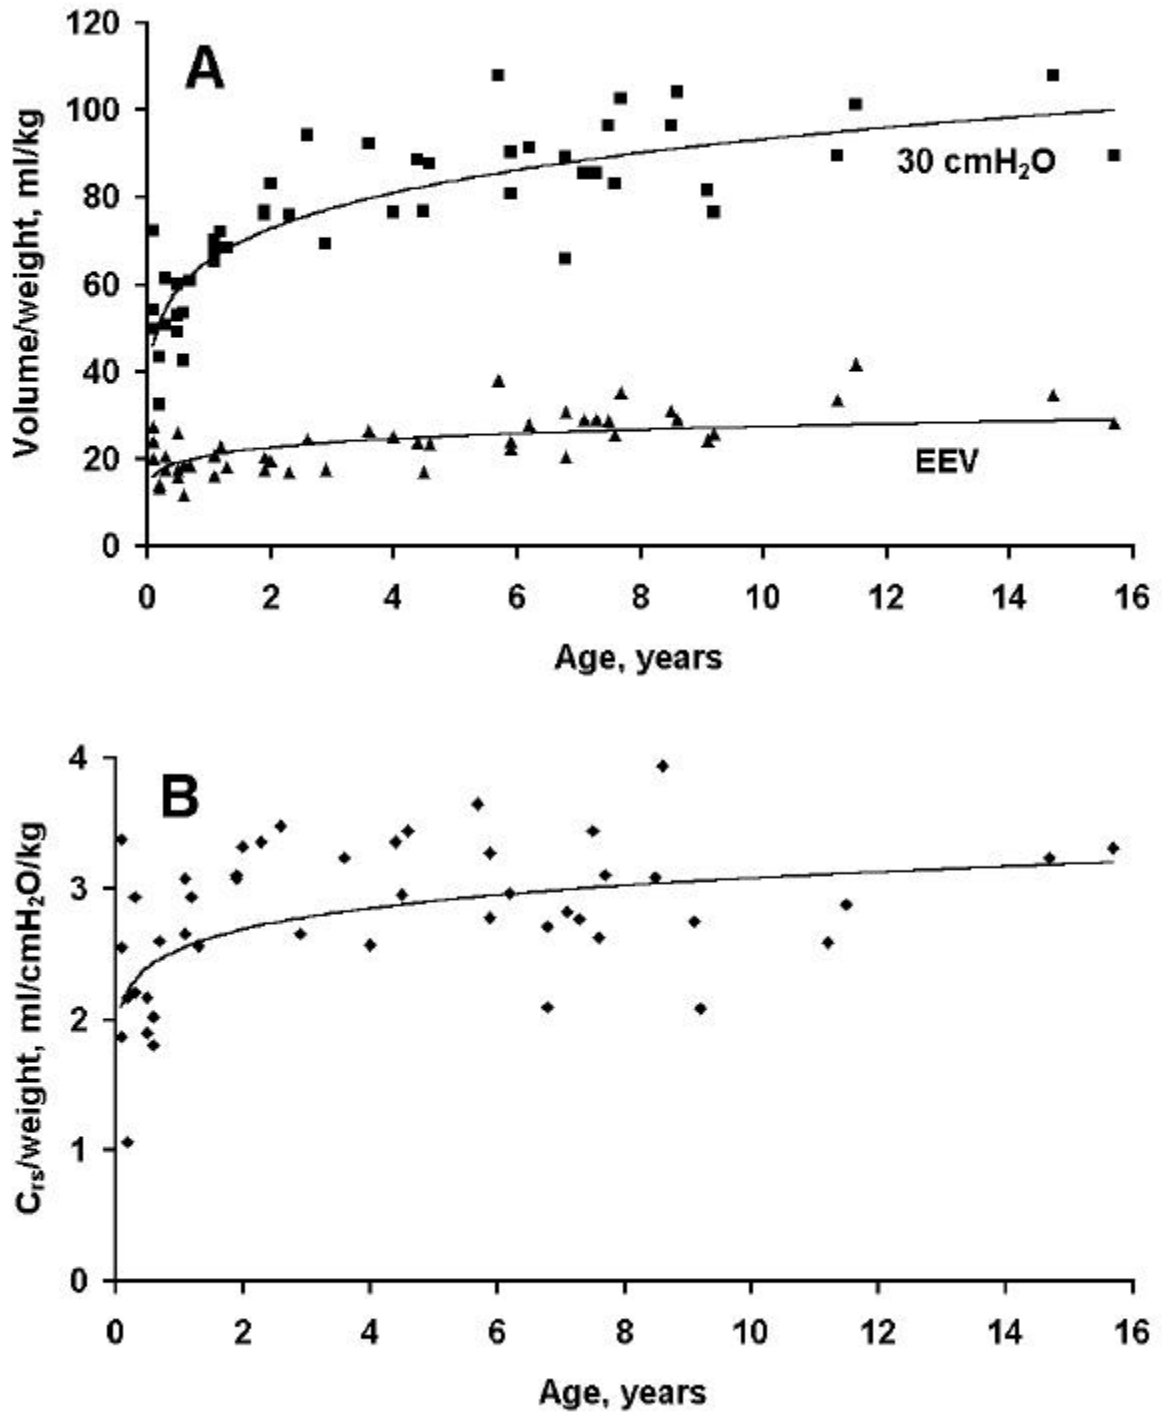 A
Volume/weight, ml/kg
120
100
80
60
40
20
0
30 cmH₂O
EEV
0 2 4 6 8 10 12 14 16
Age, years
B
Cᵣₛ/weight, ml/cmH₂O/kg
4
3
2
1
0
0 2 4 6 8 10 12 14 16
Age, years